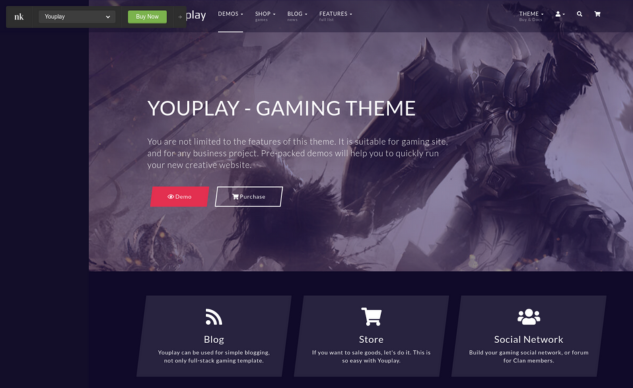 nk
Youplay
Buy Now
play
DEMOS
SHOP
games
BLOG
news
FEATURES
full list
THEME
YOUPLAY - GAMING THEME
You are not limited to the features of this theme. It is suitable for gaming site,
and for any business project. Pre-packed demos will help you to quickly run
your new creative website.
Demo
Purchase
Blog
Youplay can be used for simple blogging,
not only full-stack gaming template.
Store
If you want to sale goods, let's do it. This is
so easy with Youplay.
Social Network
Build your gaming social network, or forum
for Clan members.